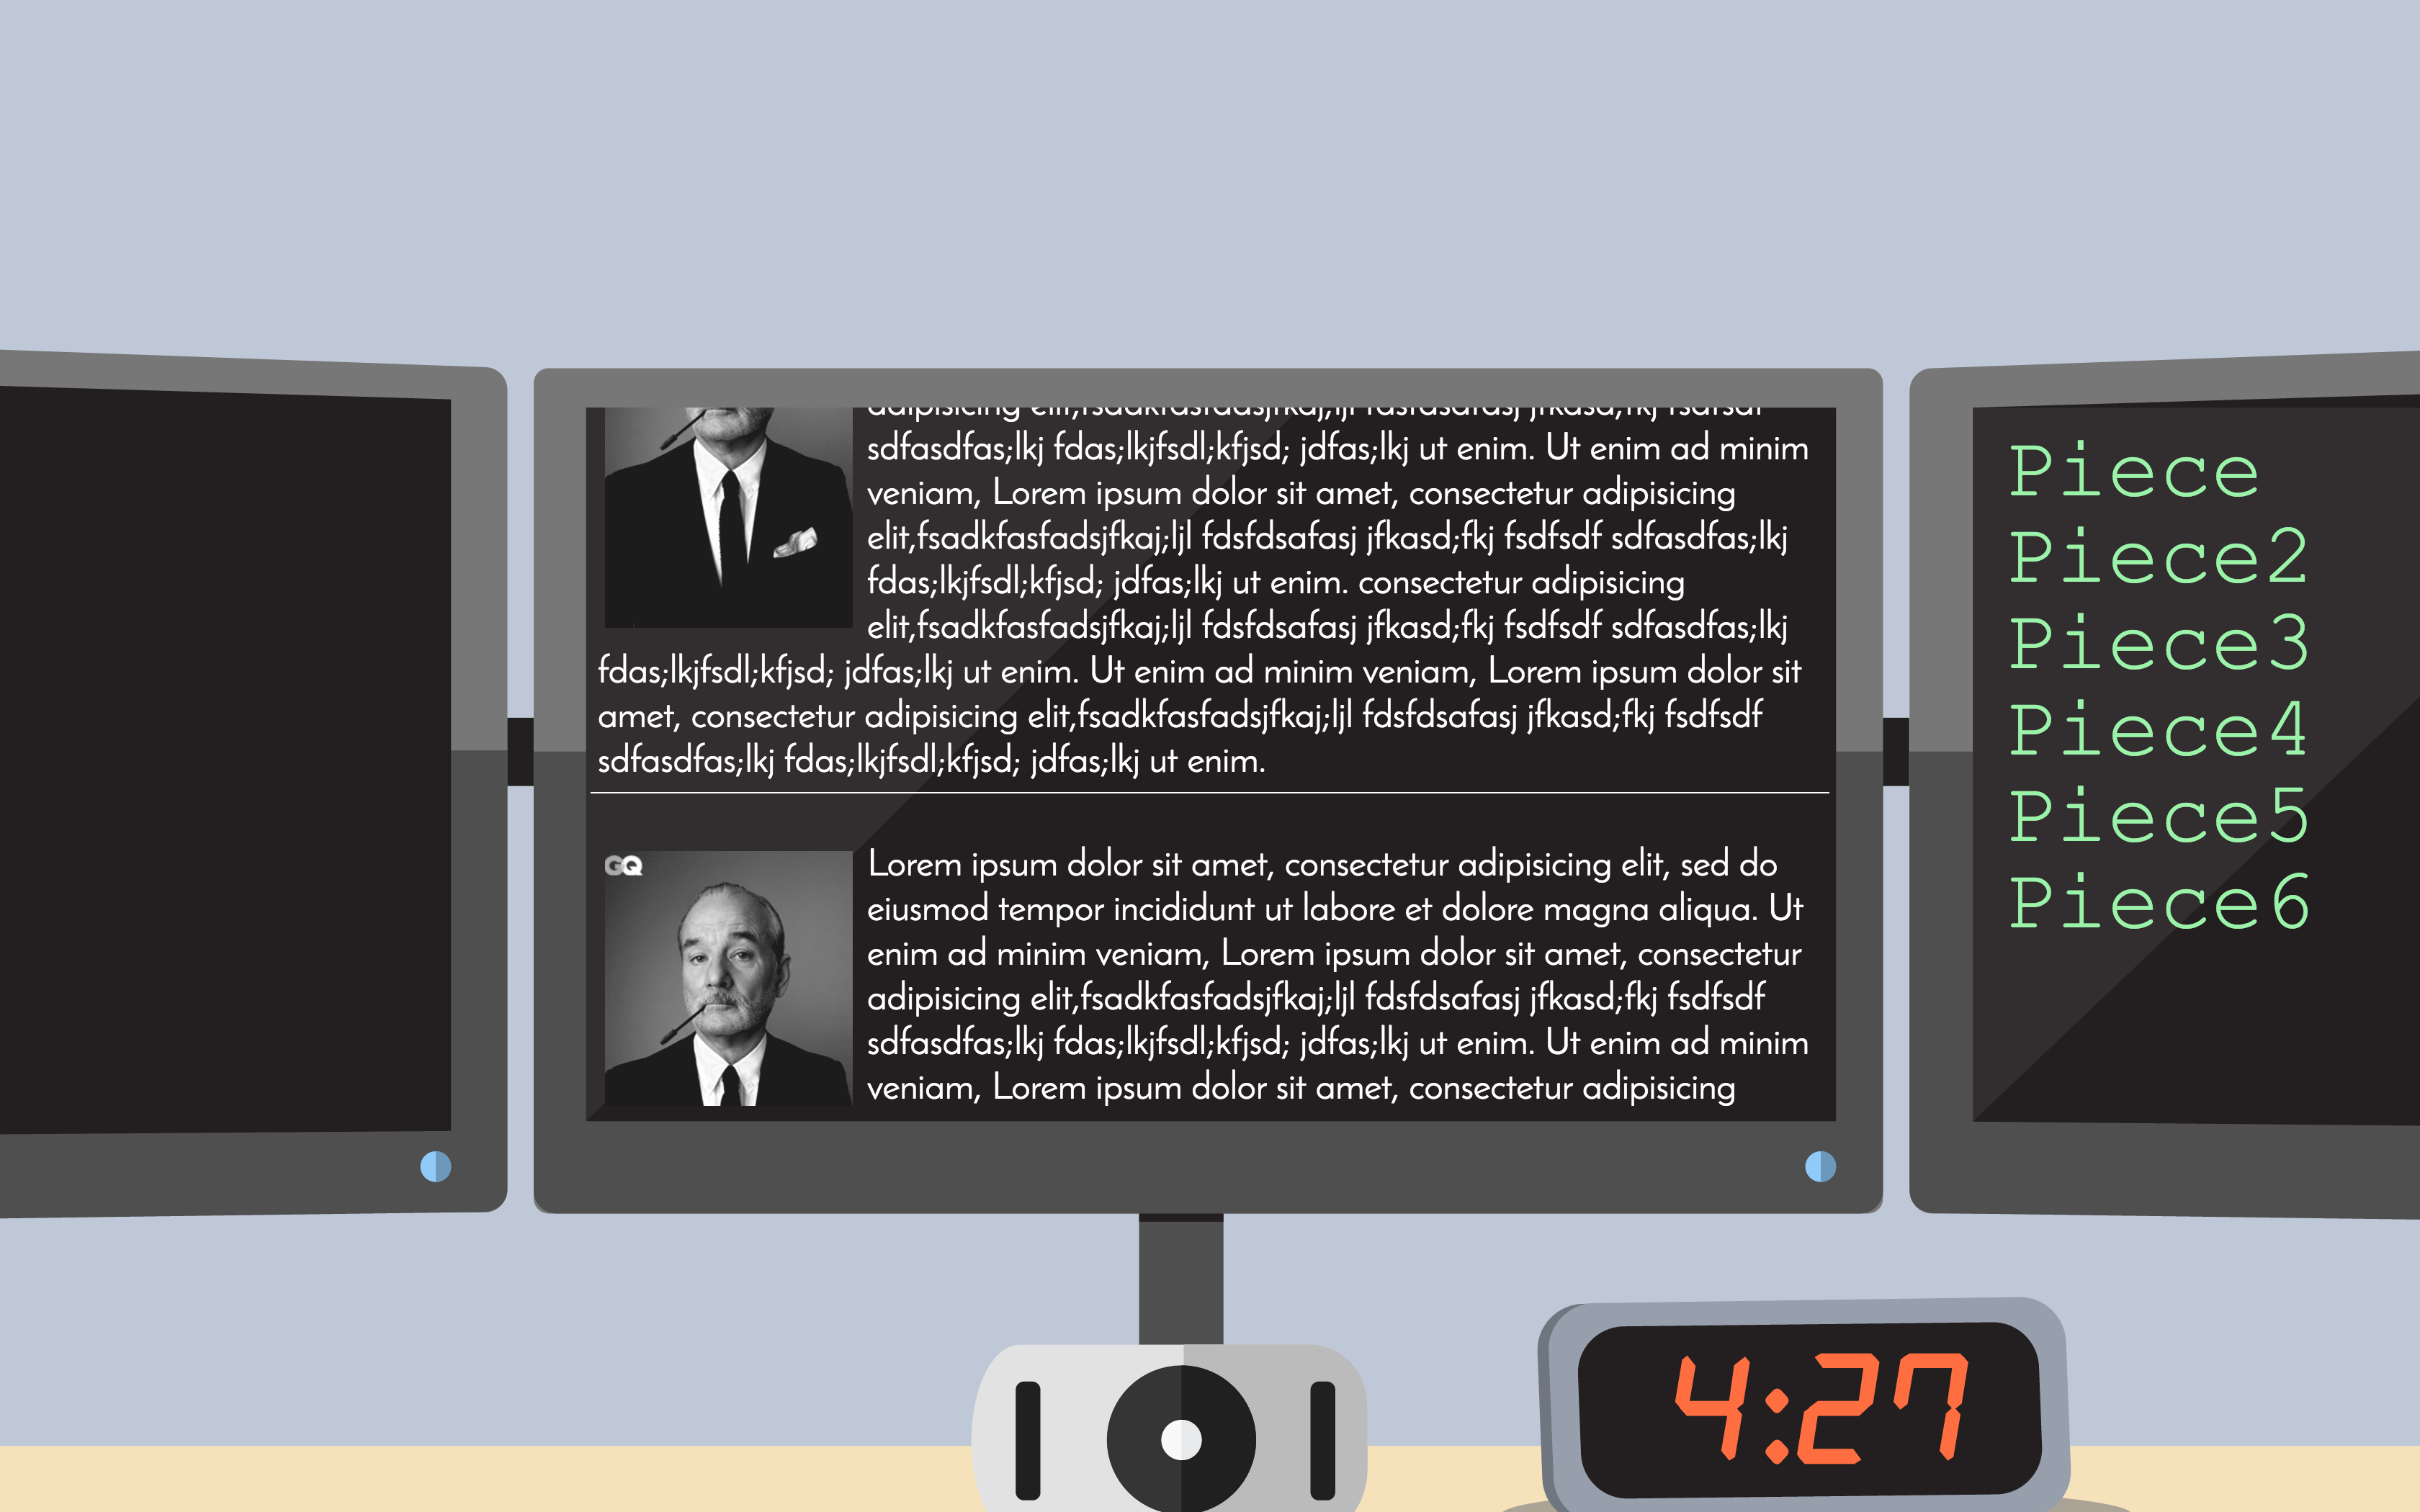 adipisicing elit,fsadkfasfadsjfkaj;ljl fdsfdsafasj jfkasd;fkj fsdfsdf
sdfasdfas;lkj fdas;lkjfsdl;kfjsd; jdfas;lkj ut enim. Ut enim ad minim
veniam, Lorem ipsum dolor sit amet, consectetur adipisicing
elit,fsadkfasfadsjfkaj;ljl fdsfdsafasj jfkasd;fkj fsdfsdf sdfasdfas;lkj
fdas;lkjfsdl;kfjsd; jdfas;lkj ut enim. consectetur adipisicing
elit,fsadkfasfadsjfkaj;ljl fdsfdsafasj jfkasd;fkj fsdfsdf sdfasdfas;lkj
fdas;lkjfsdl;kfjsd; jdfas;lkj ut enim. Ut enim ad minim veniam, Lorem ipsum dolor sit
amet, consectetur adipisicing elit,fsadkfasfadsjfkaj;ljl fdsfdsafasj jfkasd;fkj fsdfsdf
sdfasdfas;lkj fdas;lkjfsdl;kfjsd; jdfas;lkj ut enim.
GQ
Lorem ipsum dolor sit amet, consectetur adipisicing elit, sed do
eiusmod tempor incididunt ut labore et dolore magna aliqua. Ut
enim ad minim veniam, Lorem ipsum dolor sit amet, consectetur
adipisicing elit,fsadkfasfadsjfkaj;ljl fdsfdsafasj jfkasd;fkj fsdfsdf
sdfasdfas;lkj fdas;lkjfsdl;kfjsd; jdfas;lkj ut enim. Ut enim ad minim
veniam, Lorem ipsum dolor sit amet, consectetur adipisicing
Piece
Piece2
Piece3
Piece4
Piece5
Piece6
4:27